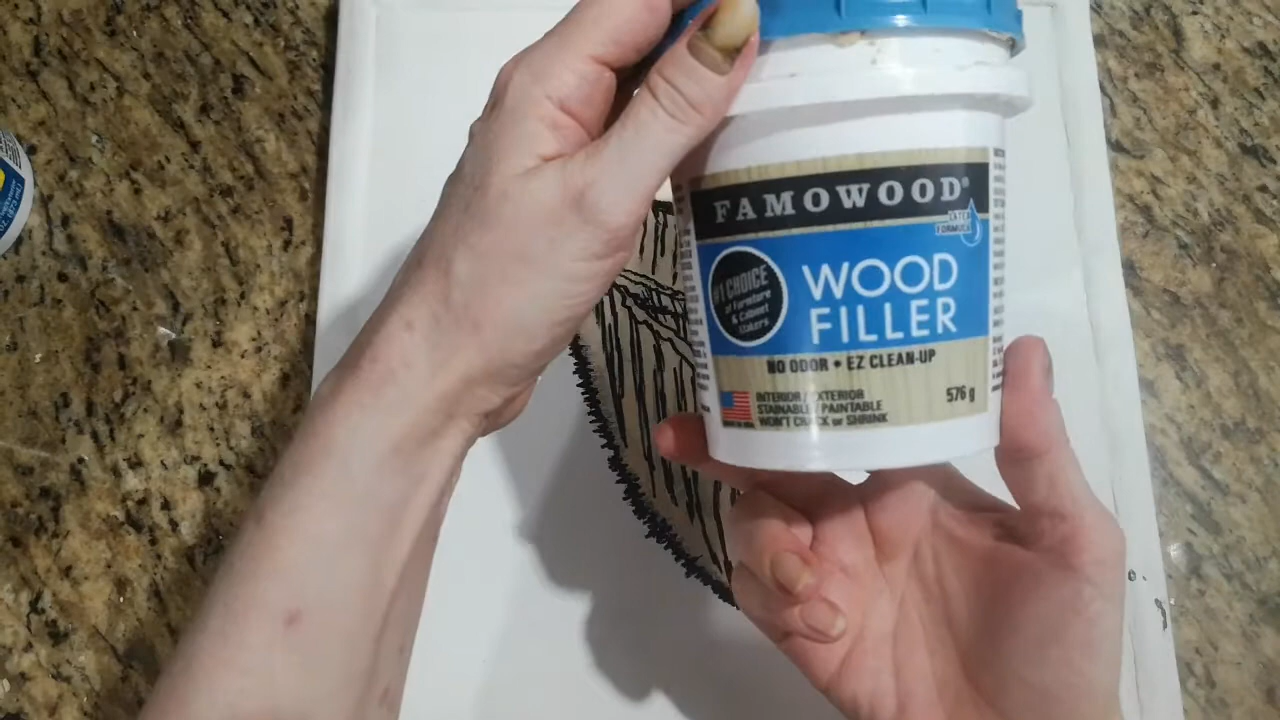 FAMOWOOD®
LATEX
FORMULA
#1 CHOICE
of Furniture
& Cabinet
Makers
WOOD
FILLER
NO ODOR • EZ CLEAN-UP
INTERIOR / EXTERIOR
STAINABLE / PAINTABLE
WON'T CRACK or SHRINK
576 g